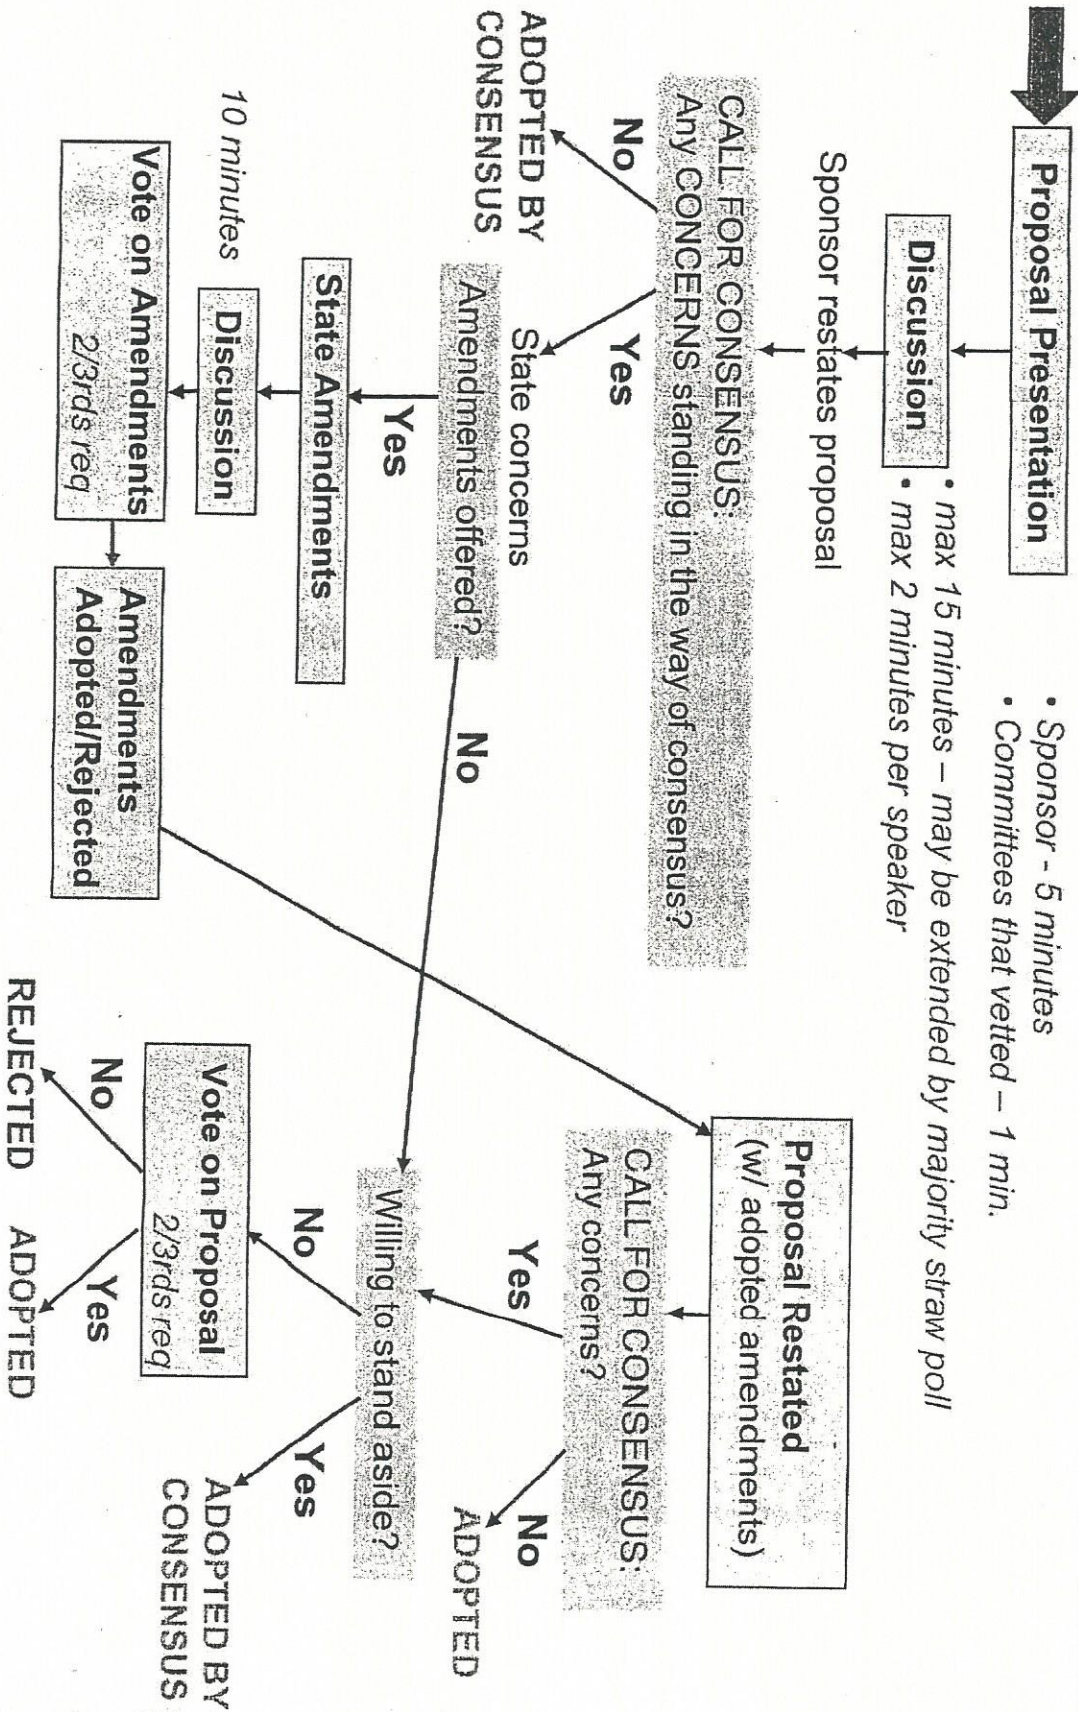 Proposal Presentation
• Sponsor - 5 minutes
• Committees that vetted – 1 min.
Discussion
• max 15 minutes – may be extended by majority straw poll
• max 2 minutes per speaker
Sponsor restates proposal
CALL FOR CONSENSUS:
Any CONCERNS standing in the way of consensus?
No
Yes
ADOPTED BY
CONSENSUS
State concerns
Amendments offered?
Yes
No
State Amendments
Discussion
10 minutes
Vote on Amendments
2/3rds req
Amendments
Adopted/Rejected
Proposal Restated
(w/ adopted amendments)
CALL FOR CONSENSUS:
Any concerns?
Yes
No
ADOPTED
Willing to stand aside?
No
Yes
ADOPTED BY
CONSENSUS
Vote on Proposal
2/3rds req
No
Yes
REJECTED
ADOPTED